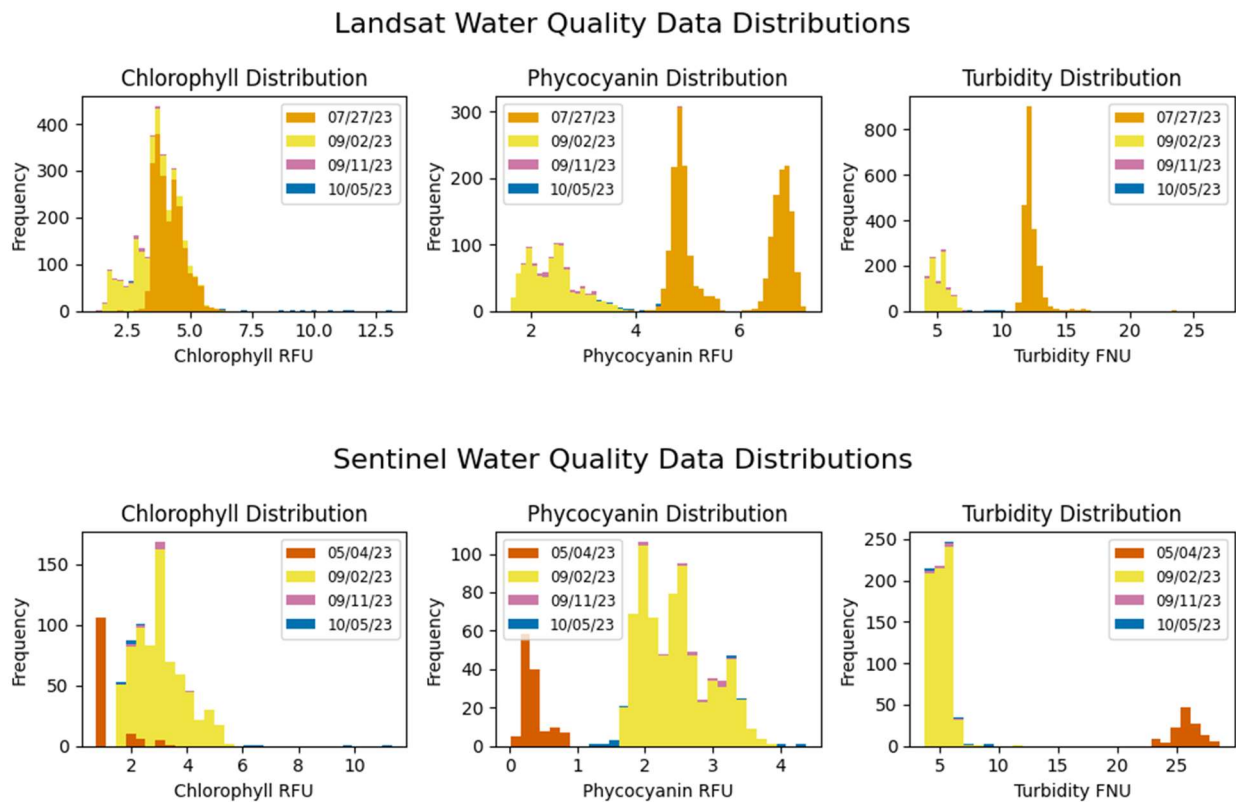 Landsat Water Quality Data Distributions
Chlorophyll Distribution
Frequency
400
300
200
100
0
07/27/23
09/02/23
09/11/23
10/05/23
2.5 5.0 7.5 10.0 12.5
Chlorophyll RFU
Phycocyanin Distribution
Frequency
300
200
100
0
07/27/23
09/02/23
09/11/23
10/05/23
2 4 6
Phycocyanin RFU
Turbidity Distribution
Frequency
800
600
400
200
0
07/27/23
09/02/23
09/11/23
10/05/23
5 10 15 20 25
Turbidity FNU
Sentinel Water Quality Data Distributions
Chlorophyll Distribution
Frequency
150
100
50
0
05/04/23
09/02/23
09/11/23
10/05/23
2 4 6 8 10
Chlorophyll RFU
Phycocyanin Distribution
Frequency
100
80
60
40
20
0
05/04/23
09/02/23
09/11/23
10/05/23
0 1 2 3 4
Phycocyanin RFU
Turbidity Distribution
Frequency
250
200
150
100
50
0
05/04/23
09/02/23
09/11/23
10/05/23
5 10 15 20 25
Turbidity FNU